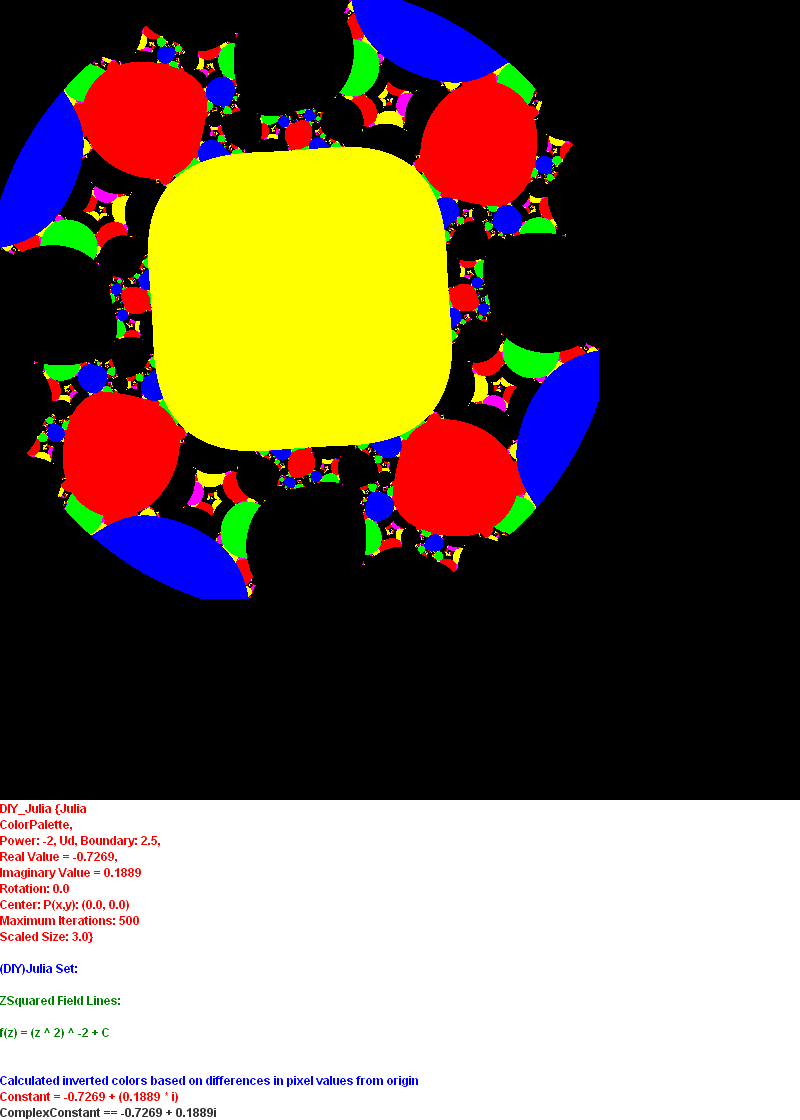 DIY_Julia {Julia
ColorPalette,
Power: -2, Ud, Boundary: 2.5,
Real Value = -0.7269,
Imaginary Value = 0.1889
Rotation: 0.0
Center: P(x,y): (0.0, 0.0)
Maximum Iterations: 500
Scaled Size: 3.0}
(DIY)Julia Set:
ZSquared Field Lines:
f(z) = (z ^ 2) ^ -2 + C
Calculated inverted colors based on differences in pixel values from origin
Constant = -0.7269 + (0.1889 * i)
ComplexConstant == -0.7269 + 0.1889i